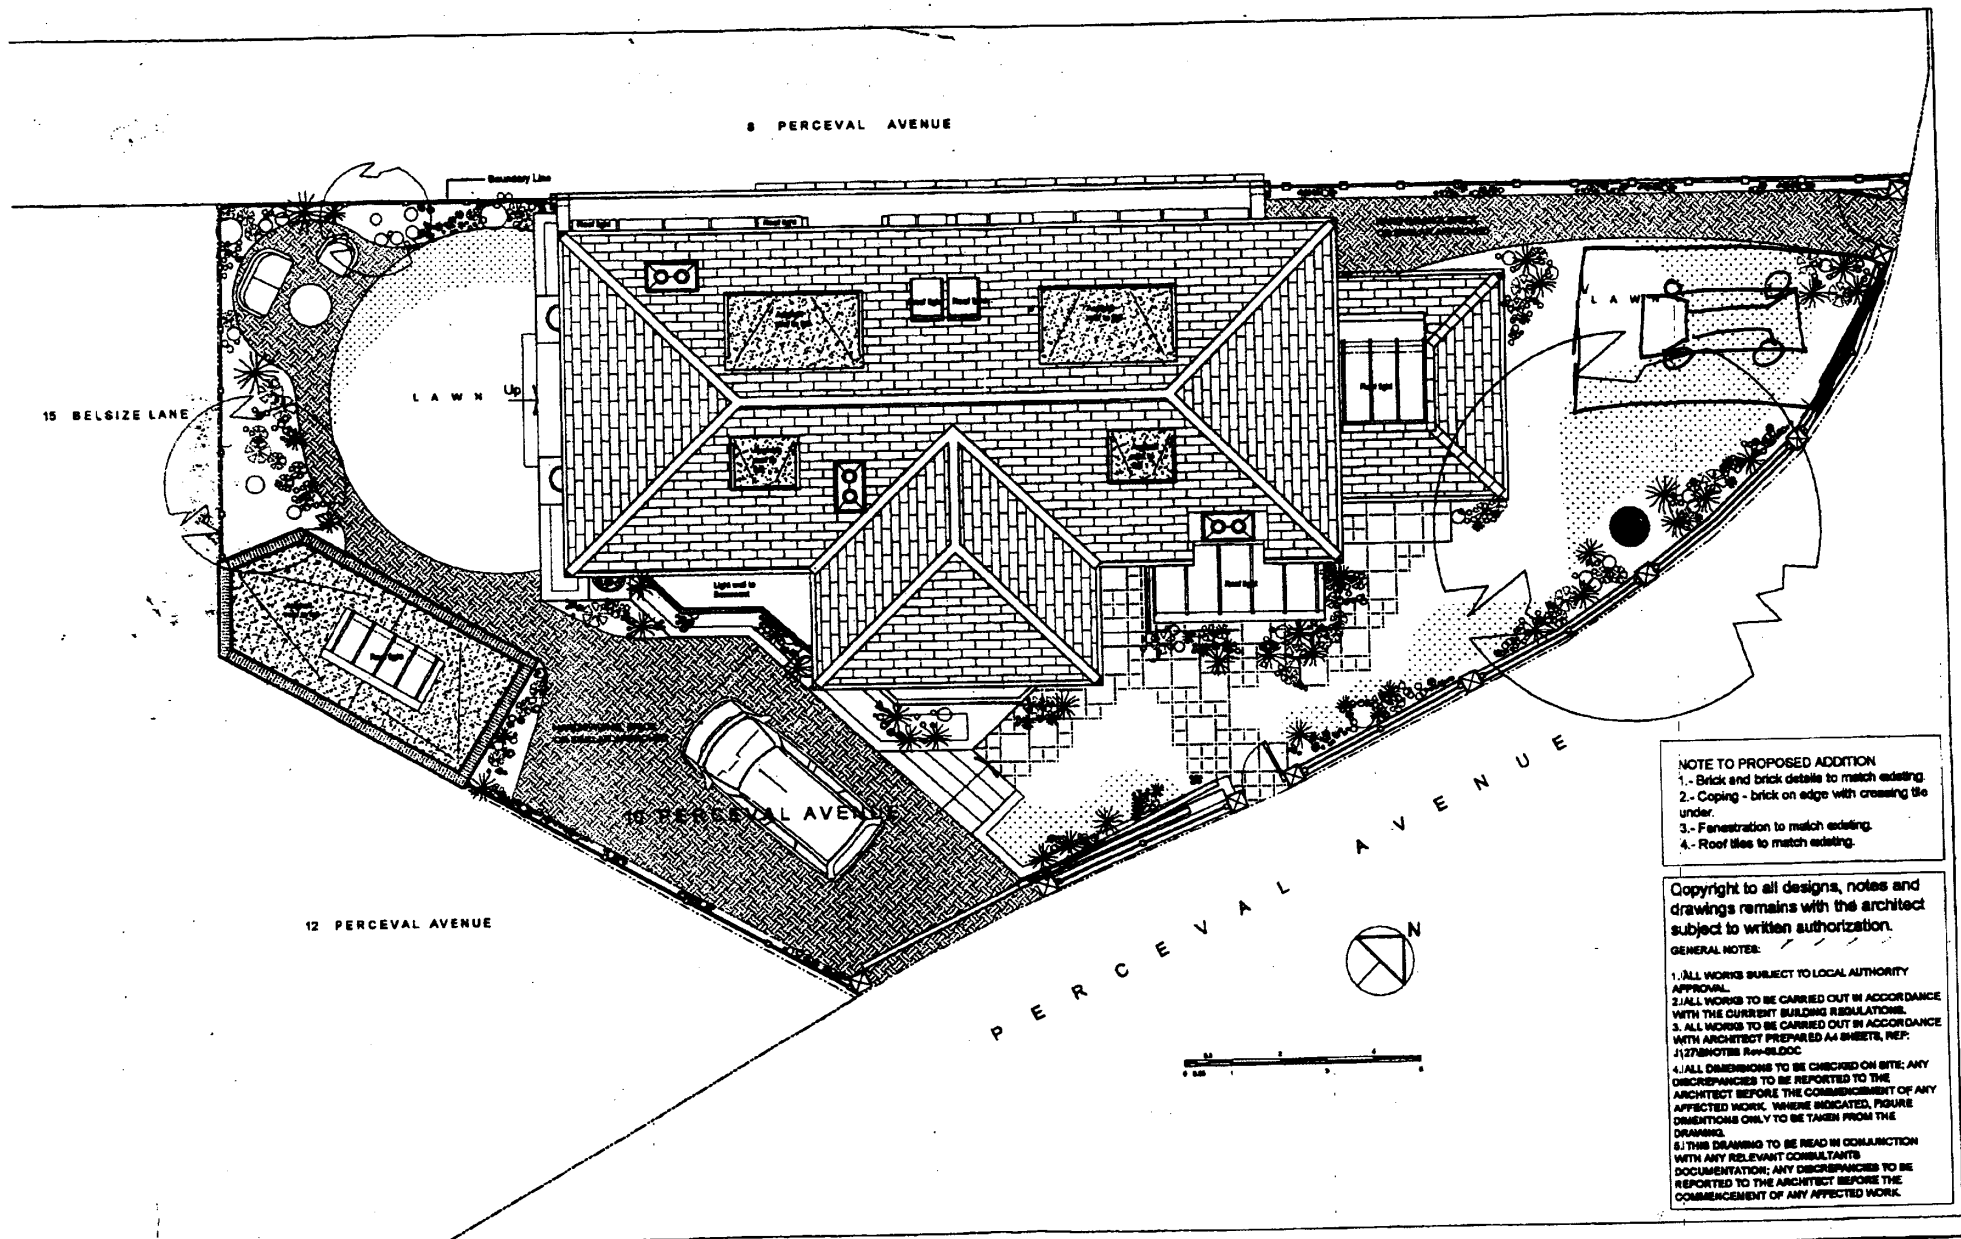 8 PERCEVAL AVENUE
Boundary Line
Roof light
Roof light
LAWN
Roof light
Roof light
Roof light
LAWN
Up
15 BELSIZE LANE
Light well to
Basement
Roof light
Roof light
10 PERCEVAL AVENUE
12 PERCEVAL AVENUE
PERCEVAL AVENUE
N
NOTE TO PROPOSED ADDITION
1.- Brick and brick details to match existing.
2.- Coping - brick on edge with creasing tile
under.
3.- Fenestration to match existing.
4.- Roof tiles to match existing.
Copyright to all designs, notes and
drawings remains with the architect
subject to written authorization.
GENERAL NOTES:
1. ALL WORKS SUBJECT TO LOCAL AUTHORITY
APPROVAL.
2. ALL WORKS TO BE CARRIED OUT IN ACCORDANCE
WITH THE CURRENT BUILDING REGULATIONS.
3. ALL WORKS TO BE CARRIED OUT IN ACCORDANCE
WITH ARCHITECT PREPARED A4 SHEETS, REF:
4. ALL DIMENSIONS TO BE CHECKED ON SITE; ANY
DISCREPANCIES TO BE REPORTED TO THE
ARCHITECT BEFORE THE COMMENCEMENT OF ANY
AFFECTED WORK. WHERE INDICATED, FIGURE
DIMENTIONS ONLY TO BE TAKEN FROM THE
DRAWING.
5. THIS DRAWING TO BE READ IN CONJUNCTION
WITH ANY RELEVANT CONSULTANTS
DOCUMENTATION; ANY DISCREPANCIES TO BE
REPORTED TO THE ARCHITECT BEFORE THE
COMMENCEMENT OF ANY AFFECTED WORK.